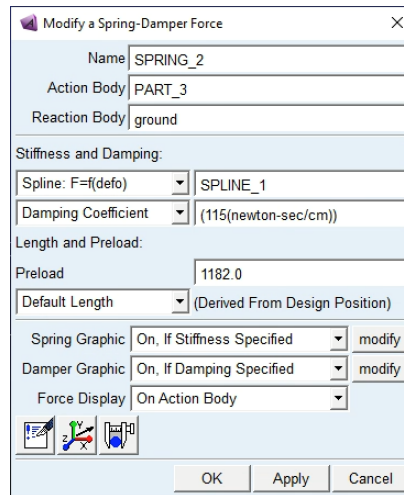 Modify a Spring-Damper Force
Name SPRING_2
Action Body PART_3
Reaction Body ground
Stiffness and Damping:
Spline: F=f(defo) SPLINE_1
Damping Coefficient (115(newton-sec/cm))
Length and Preload:
Preload 1182.0
Default Length (Derived From Design Position)
Spring Graphic On, If Stiffness Specified modify
Damper Graphic On, If Damping Specified modify
Force Display On Action Body
OK Apply Cancel